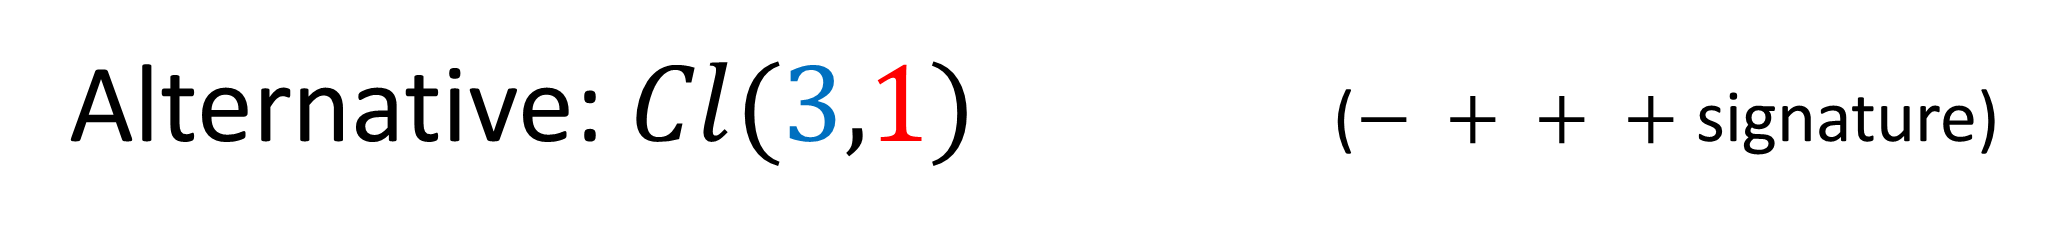 Alternative: Cl(3,1) (− + + + signature)